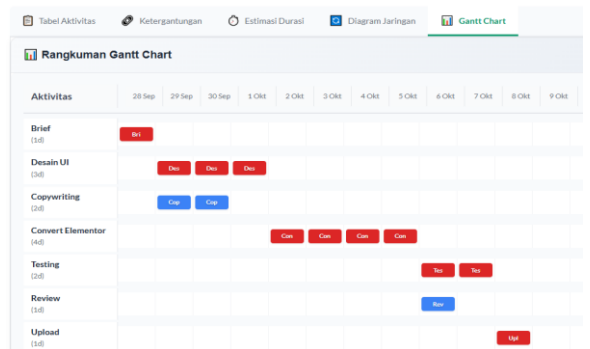 Tabel Aktivitas Ketergantungan Estimasi Durasi Diagram Jaringan Gantt Chart
Rangkuman Gantt Chart
Aktivitas 28 Sep 29 Sep 30 Sep 1 Okt 2 Okt 3 Okt 4 Okt 5 Okt 6 Okt 7 Okt 8 Okt 9 Okt
Brief
(1d)
Bri
Desain UI
(3d)
Des Des Des
Copywriting
(2d)
Cop Cop
Convert Elementor
(4d)
Con Con Con Con
Testing
(2d)
Tes Tes
Review
(1d)
Rev
Upload
(1d)
Upl